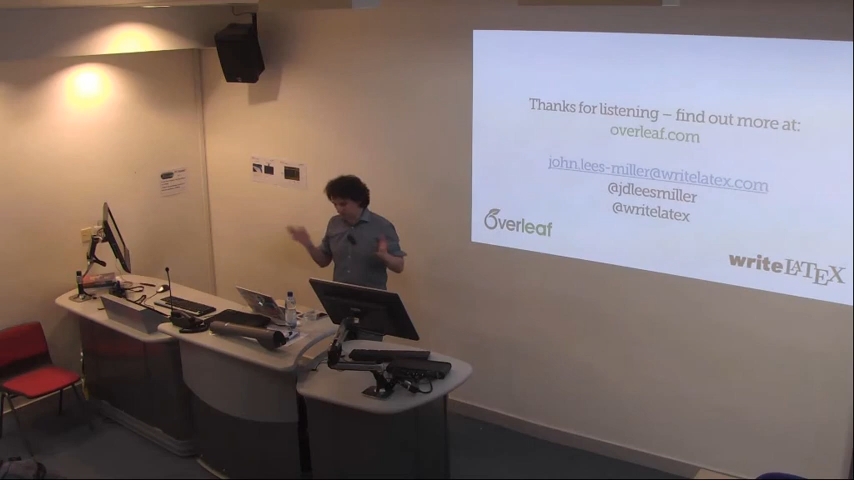 Thanks for listening – find out more at:
overleaf.com
john.lees-miller@writelatex.com
@jdleesmiller
@writelatex
Overleaf
writeLATEX